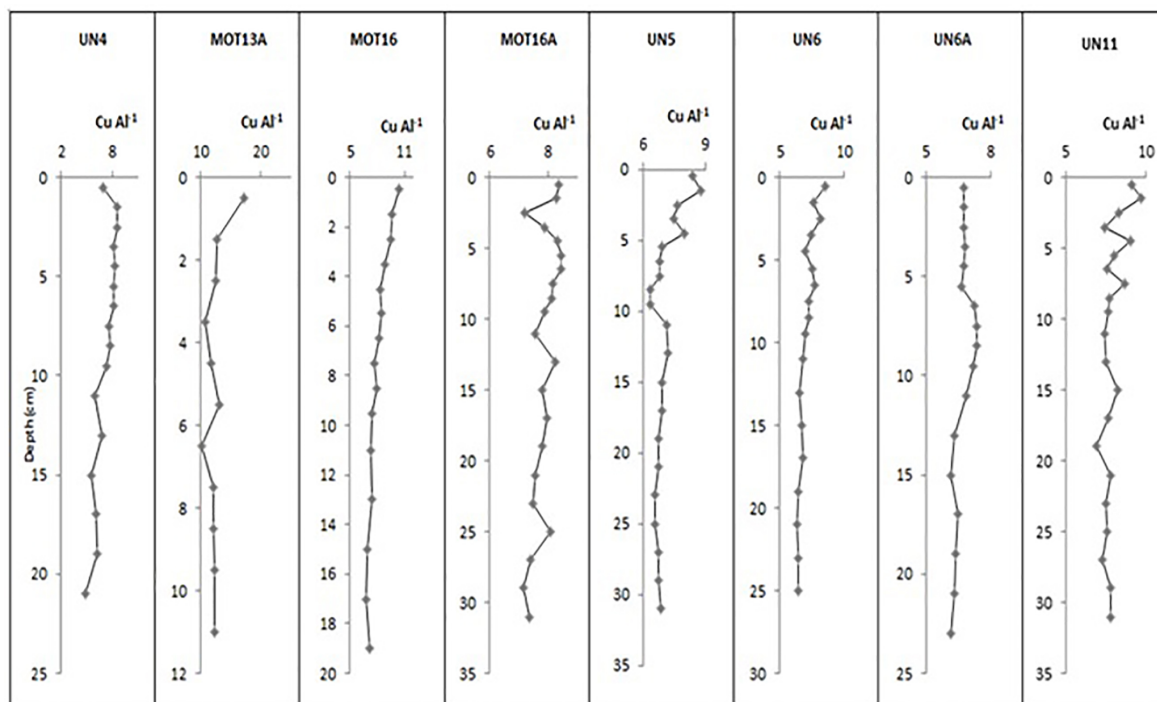 UN4 MOT13A MOT16 MOT16A UN5 UN6 UN6A UN11
Cu Al⁻¹ Cu Al⁻¹ Cu Al⁻¹ Cu Al⁻¹ Cu Al⁻¹ Cu Al⁻¹ Cu Al⁻¹ Cu Al⁻¹
2 8 10 20 5 11 6 8 6 9 5 10 5 8 5 10
Depth (cm)
0 5 10 15 20 25
0 2 4 6 8 10 12
0 2 4 6 8 10 12 14 16 18 20
0 5 10 15 20 25 30 35
0 5 10 15 20 25 30 35
0 5 10 15 20 25 30
0 5 10 15 20 25
0 5 10 15 20 25 30 35